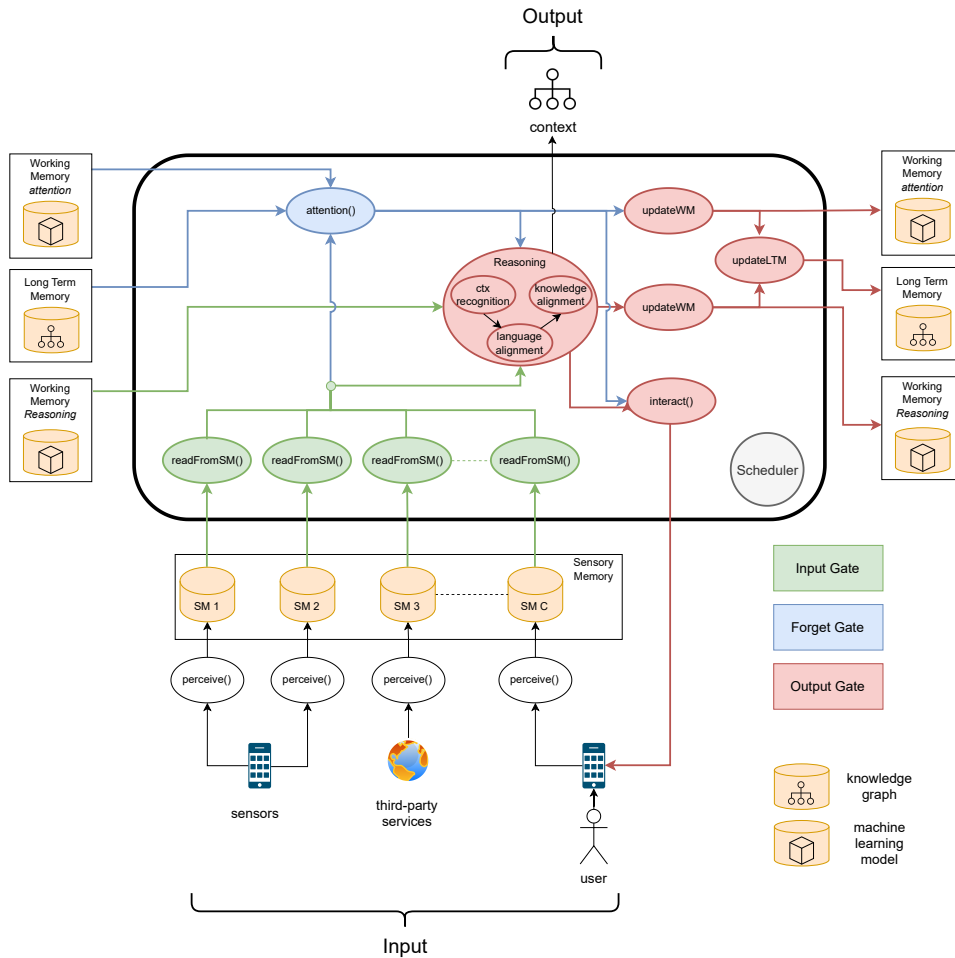 Output
context
Working
Memory
attention
Long Term
Memory
Working
Memory
Reasoning
attention()
Reasoning
ctx
recognition
knowledge
alignment
language
alignment
updateWM
updateLTM
updateWM
interact()
Working
Memory
attention
Long Term
Memory
Working
Memory
Reasoning
readFromSM()
readFromSM()
readFromSM()
readFromSM()
Scheduler
Sensory
Memory
SM 1
SM 2
SM 3
SM C
perceive()
perceive()
perceive()
perceive()
sensors
third-party
services
user
Input
Input Gate
Forget Gate
Output Gate
knowledge
graph
machine
learning
model